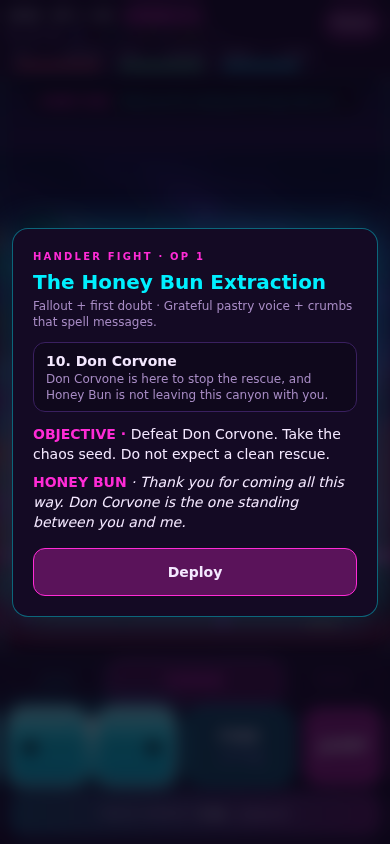 HANDLER FIGHT · OP 1
The Honey Bun Extraction
Fallout + first doubt · Grateful pastry voice + crumbs
that spell messages.
10. Don Corvone
Don Corvone is here to stop the rescue, and
Honey Bun is not leaving this canyon with you.
OBJECTIVE · Defeat Don Corvone. Take the
chaos seed. Do not expect a clean rescue.
HONEY BUN · Thank you for coming all this
way. Don Corvone is the one standing
between you and me.
Deploy